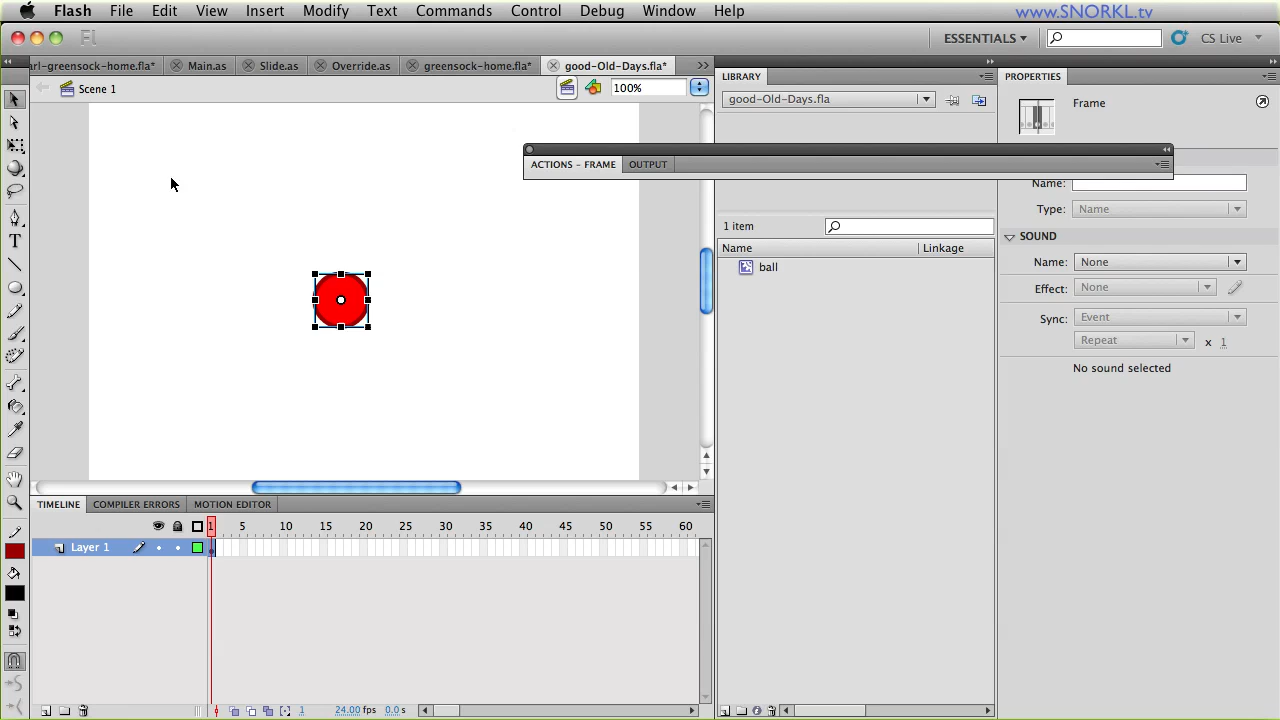 Flash File Edit View Insert Modify Text Commands Control Debug Window Help www.SNORKL.tv
Fl ESSENTIALS CS Live
arl-greensock-home.fla* Main.as Slide.as Override.as greensock-home.fla* good-Old-Days.fla* >>
Scene 1 100%
LIBRARY
good-Old-Days.fla
PROPERTIES
Frame
ACTIONS – FRAME OUTPUT
Name:
Type: Name
1 item
SOUND
Name Linkage
Name: None
ball
Effect: None
Sync: Event
Repeat x 1
No sound selected
TIMELINE COMPILER ERRORS MOTION EDITOR
1 5 10 15 20 25 30 35 40 45 50 55 60
Layer 1
1 24.00 fps 0.0 s